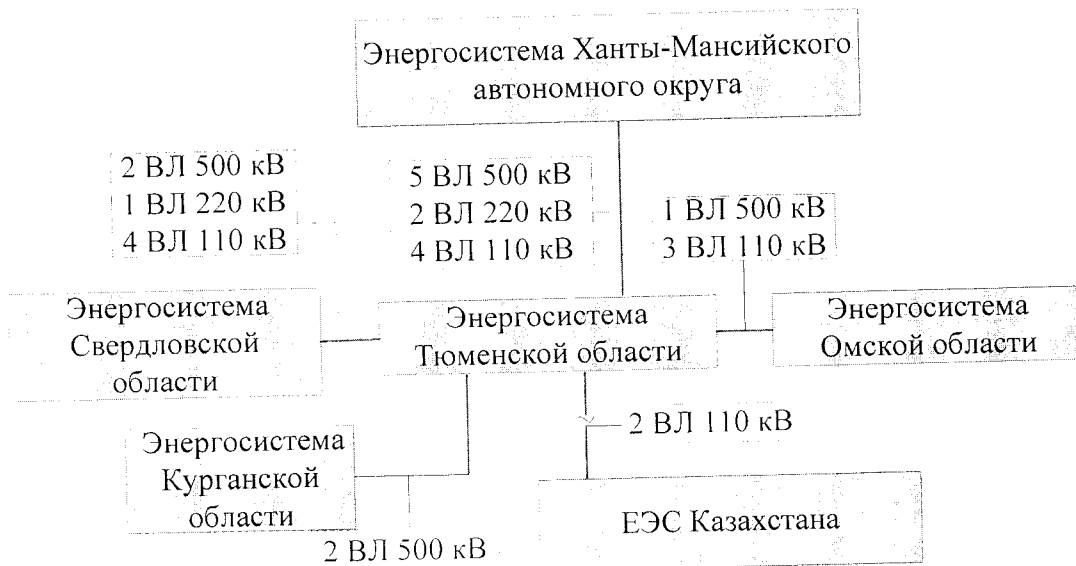 Энергосистема Ханты-Мансийского
автономного округа
2 ВЛ 500 кВ
1 ВЛ 220 кВ
4 ВЛ 110 кВ
5 ВЛ 500 кВ
2 ВЛ 220 кВ
4 ВЛ 110 кВ
1 ВЛ 500 кВ
3 ВЛ 110 кВ
Энергосистема
Свердловской
области
Энергосистема
Тюменской области
Энергосистема
Омской области
2 ВЛ 110 кВ
Энергосистема
Курганской
области
ЕЭС Казахстана
2 ВЛ 500 кВ